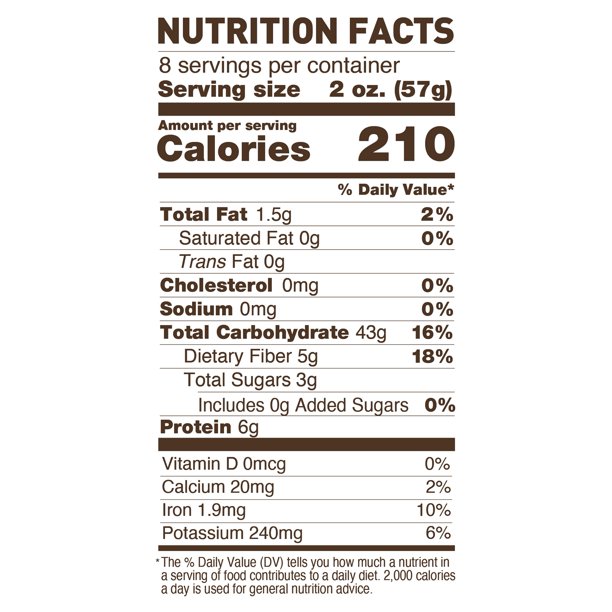 NUTRITION FACTS
8 servings per container
Serving size 2 oz. (57g)
Amount per serving
Calories 210
% Daily Value*
Total Fat 1.5g 2%
Saturated Fat 0g 0%
Trans Fat 0g
Cholesterol 0mg 0%
Sodium 0mg 0%
Total Carbohydrate 43g 16%
Dietary Fiber 5g 18%
Total Sugars 3g
Includes 0g Added Sugars 0%
Protein 6g
Vitamin D 0mcg 0%
Calcium 20mg 2%
Iron 1.9mg 10%
Potassium 240mg 6%
*The % Daily Value (DV) tells you how much a nutrient in
a serving of food contributes to a daily diet. 2,000 calories
a day is used for general nutrition advice.